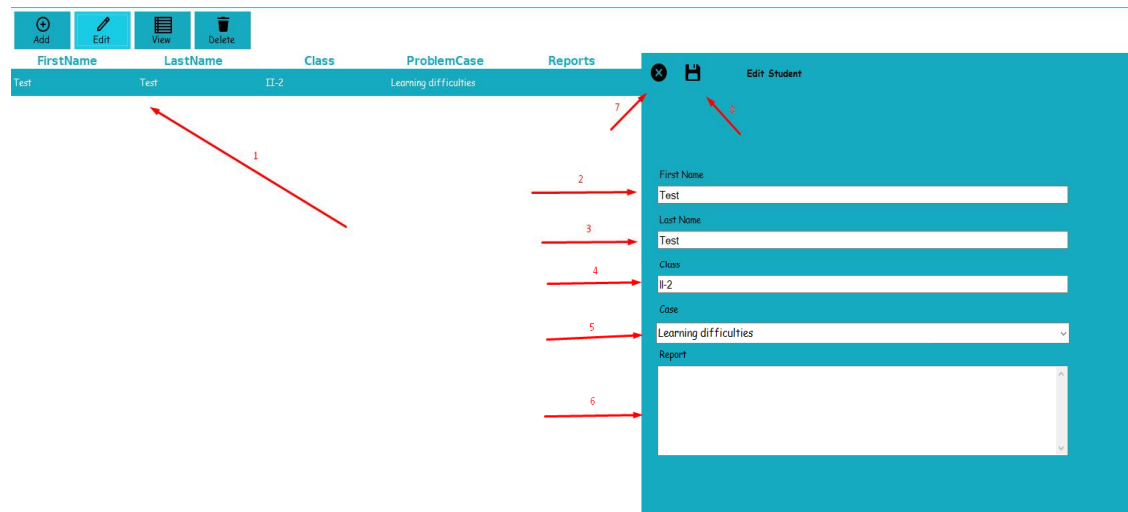 Add Edit View Delete
FirstName LastName Class ProblemCase Reports
Test Test II-2 Learning difficulties
Edit Student
7
8
1
First Name
2
Test
Last Name
3
Test
Class
4
II-2
Case
5
Learning difficulties
Report
6